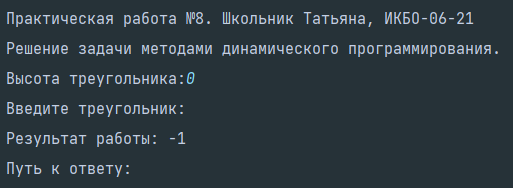 Практическая работа №8. Школьник Татьяна, ИКБО-06-21
Решение задачи методами динамического программирования.
Высота треугольника:0
Введите треугольник:
Результат работы: -1
Путь к ответу: